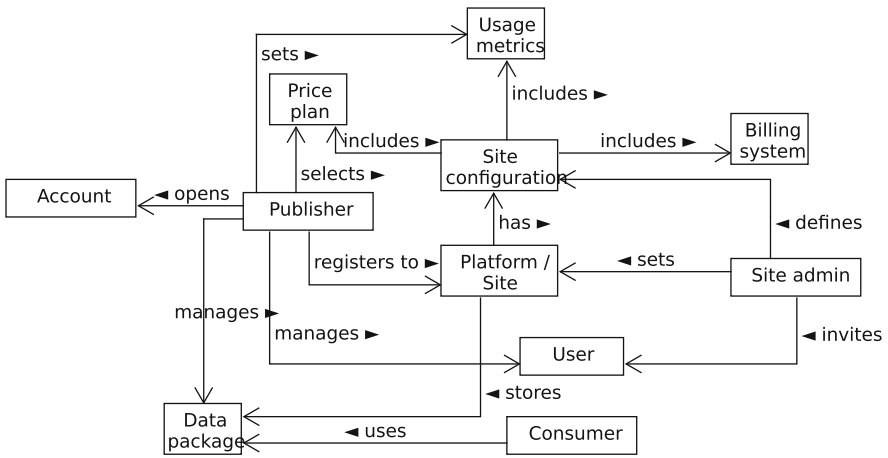 Usage
metrics
sets ►
Price
plan
includes ►
includes ►
includes ►
Billing
system
Site
configuration
selects ►
Account
◄ opens
Publisher
has ►
◄ defines
registers to ►
Platform /
Site
◄ sets
Site admin
manages ►
manages ►
◄ invites
User
◄ stores
Data
package
◄ uses
Consumer